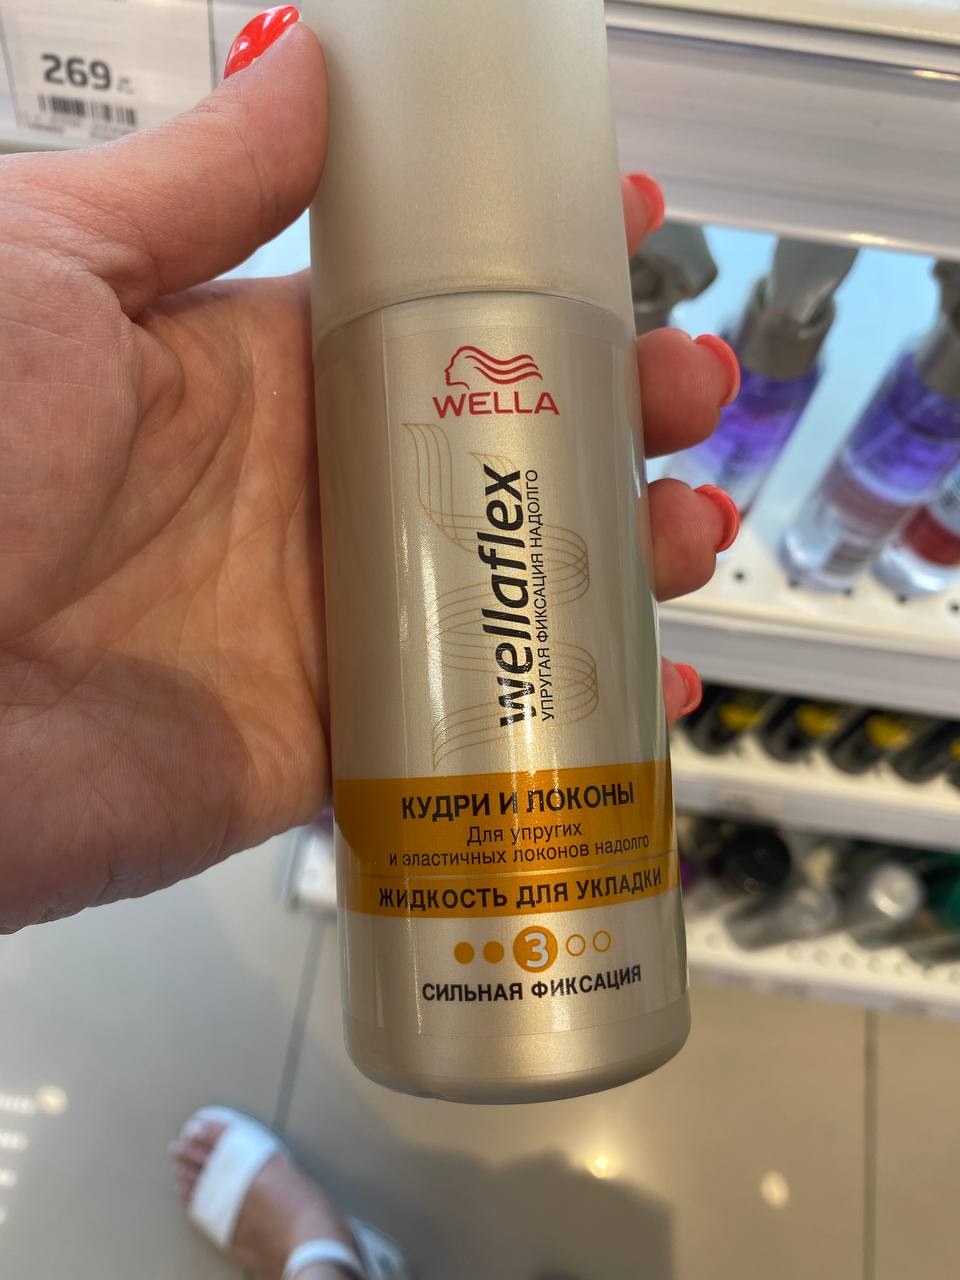 269
WELLA
wellaflex
УПРУГАЯ ФИКСАЦИЯ НАДОЛГО
КУДРИ И ЛОКОНЫ
Для упругих
и эластичных локонов надолго
ЖИДКОСТЬ ДЛЯ УКЛАДКИ
3
СИЛЬНАЯ ФИКСАЦИЯ